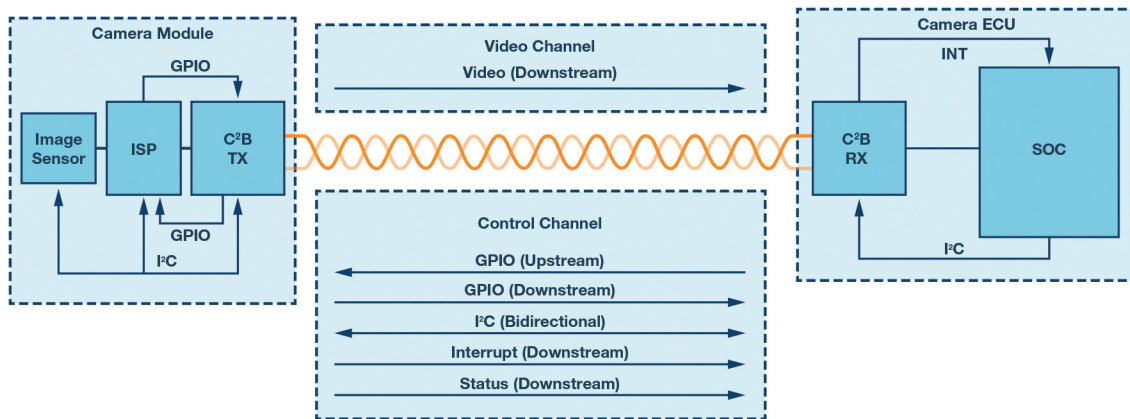 Camera Module
GPIO
Image
Sensor
ISP
C²B
TX
GPIO
I²C
Video Channel
Video (Downstream)
Control Channel
GPIO (Upstream)
GPIO (Downstream)
I²C (Bidirectional)
Interrupt (Downstream)
Status (Downstream)
Camera ECU
INT
C²B
RX
SOC
I²C